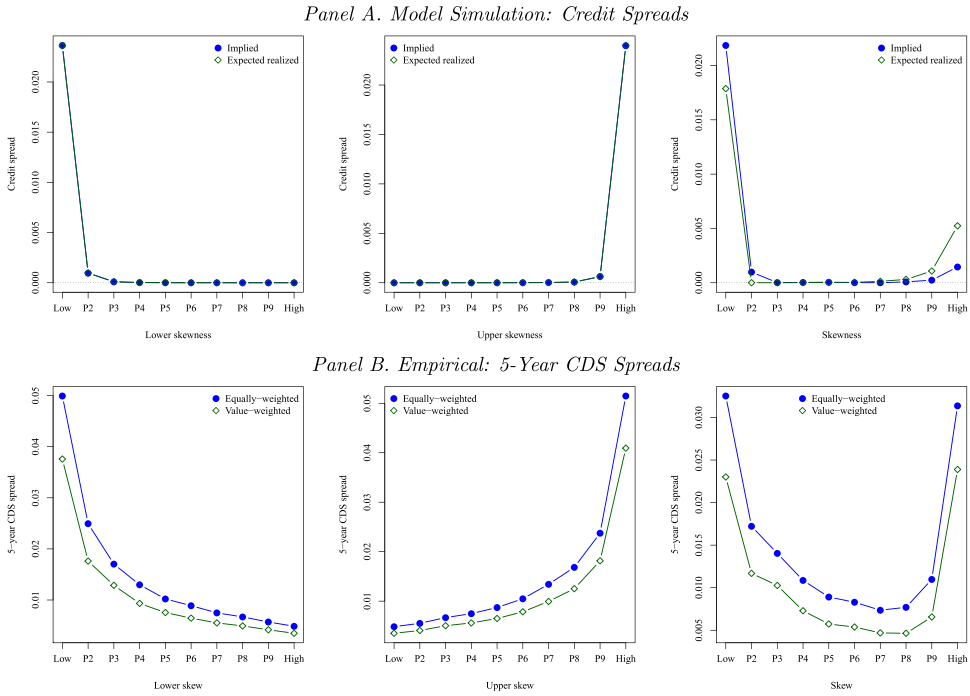 Panel A. Model Simulation: Credit Spreads
Implied
Expected realized
Credit spread
0.000
0.005
0.010
0.015
0.020
Low P2 P3 P4 P5 P6 P7 P8 P9 High
Lower skewness
Implied
Expected realized
Credit spread
0.000
0.005
0.010
0.015
0.020
Low P2 P3 P4 P5 P6 P7 P8 P9 High
Upper skewness
Implied
Expected realized
Credit spread
0.000
0.005
0.010
0.015
0.020
Low P2 P3 P4 P5 P6 P7 P8 P9 High
Skewness
Panel B. Empirical: 5-Year CDS Spreads
Equally−weighted
Value−weighted
5−year CDS spread
0.01
0.02
0.03
0.04
0.05
Low P2 P3 P4 P5 P6 P7 P8 P9 High
Lower skew
Equally−weighted
Value−weighted
5−year CDS spread
0.01
0.02
0.03
0.04
0.05
Low P2 P3 P4 P5 P6 P7 P8 P9 High
Upper skew
Equally−weighted
Value−weighted
5−year CDS spread
0.005
0.010
0.015
0.020
0.025
0.030
Low P2 P3 P4 P5 P6 P7 P8 P9 High
Skew